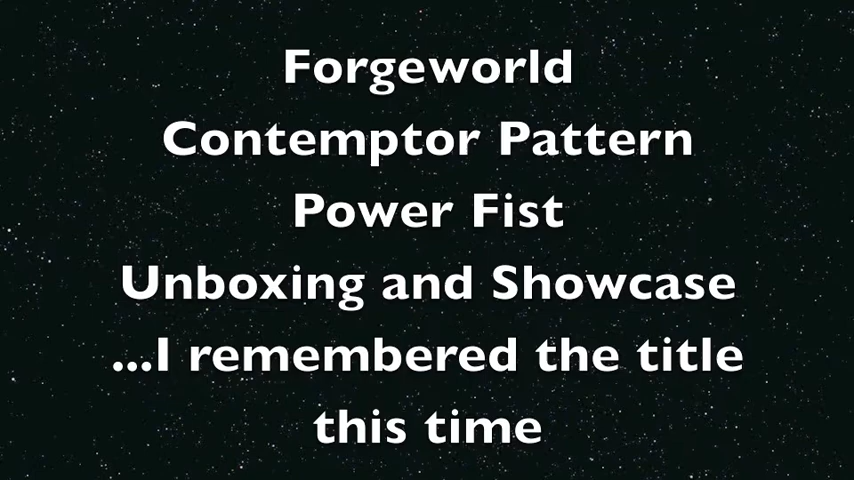 Forgeworld
Contemptor Pattern
Power Fist
Unboxing and Showcase
...I remembered the title
this time